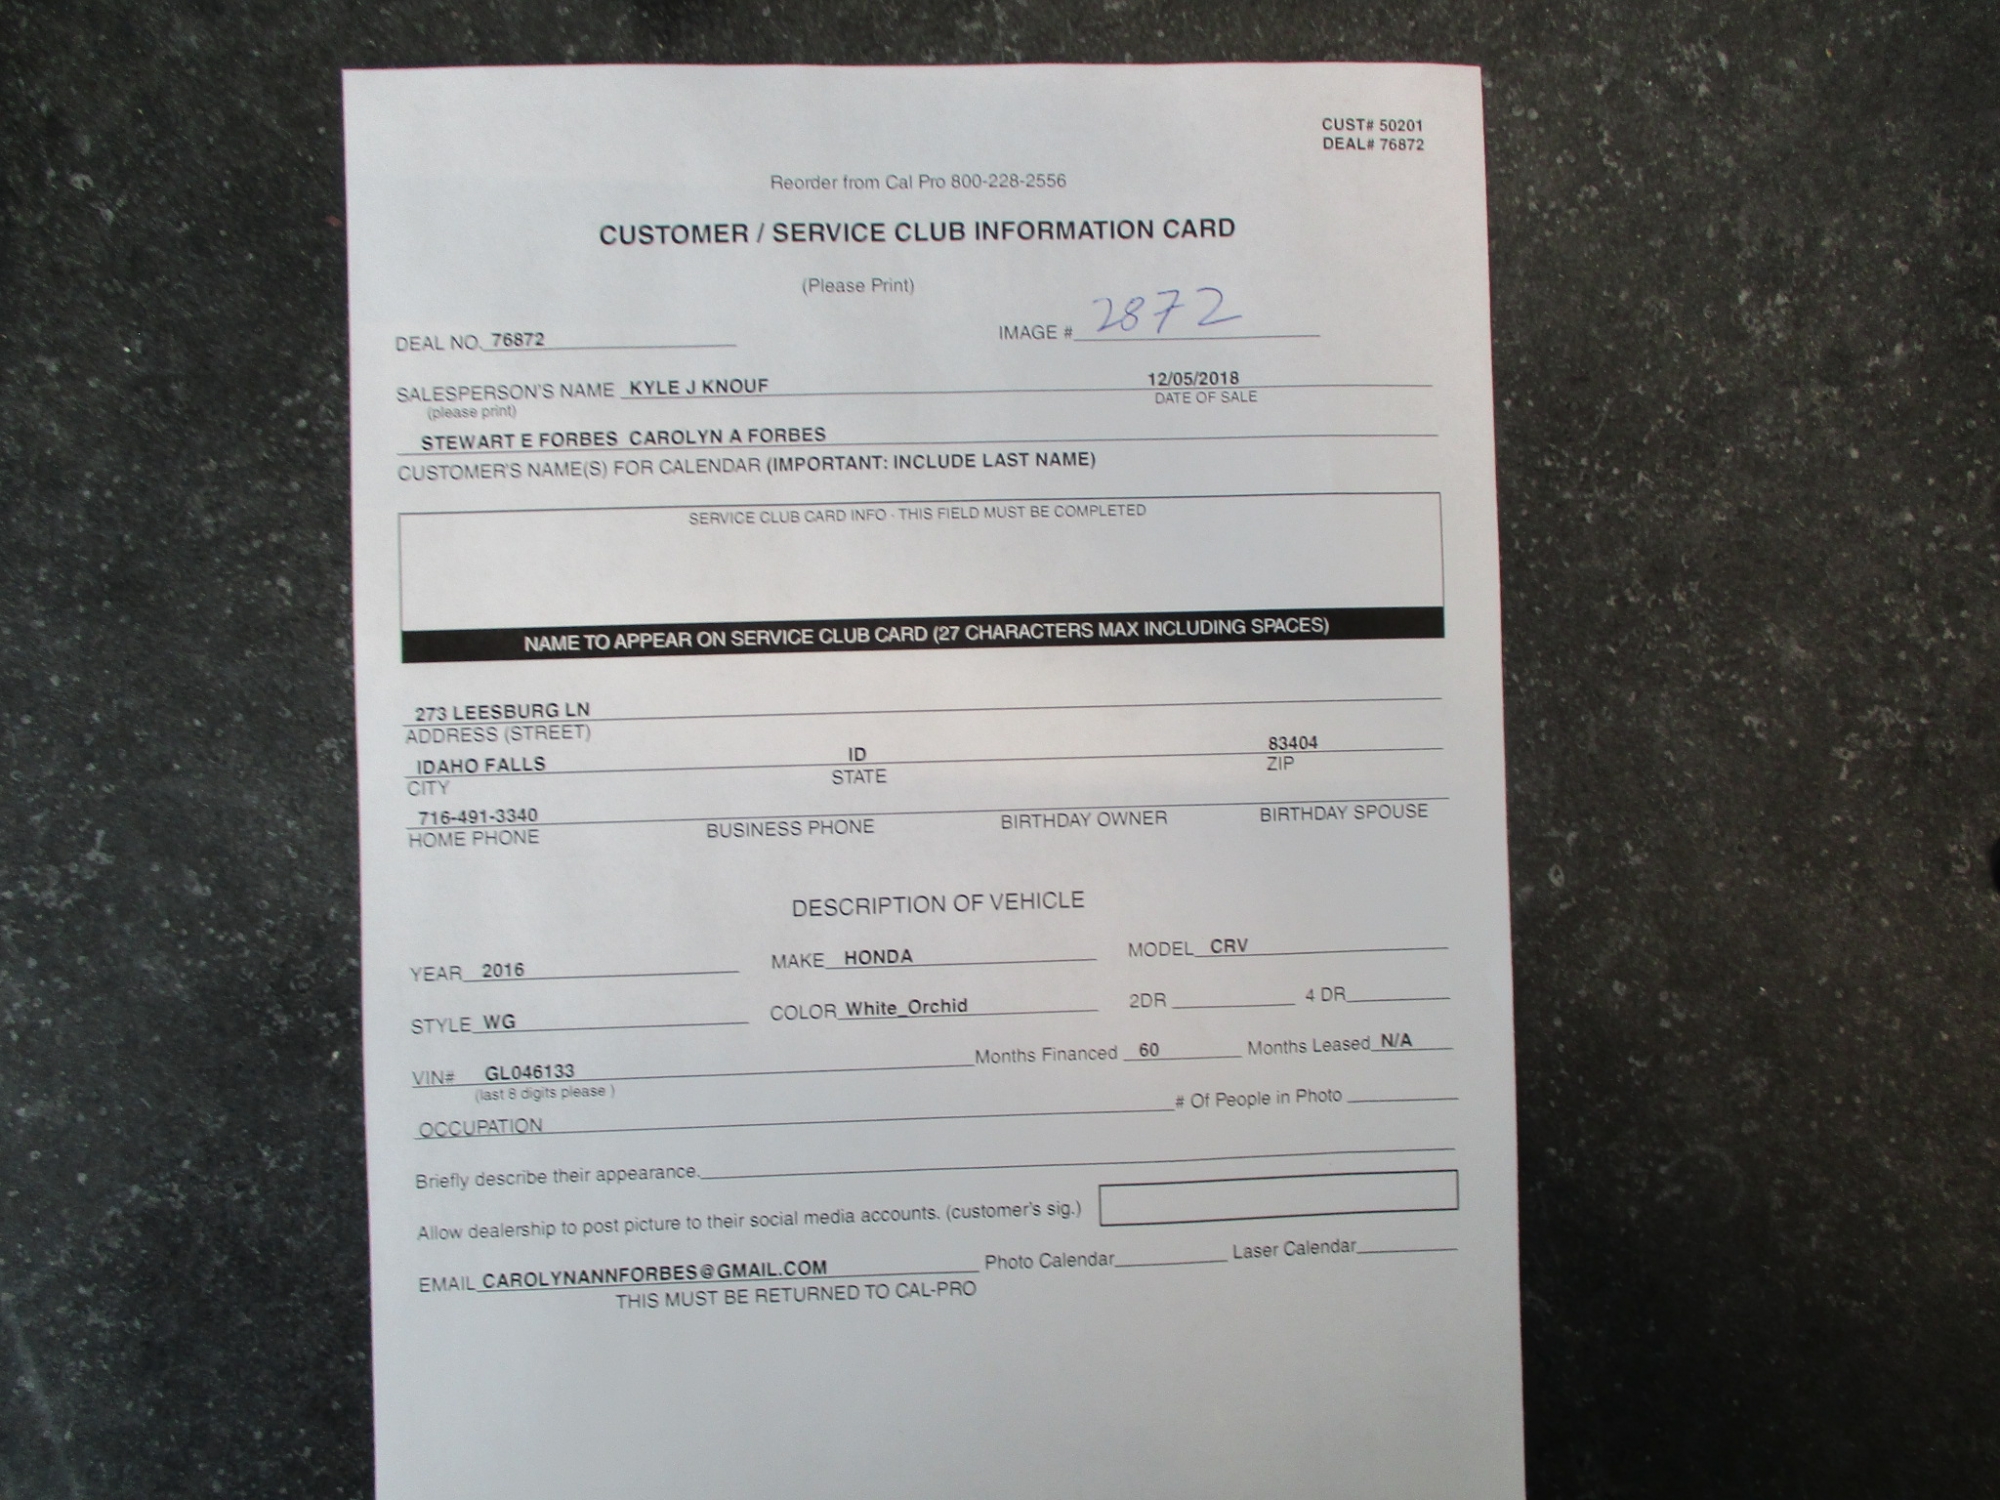 CUST# 50201
DEAL# 76872
Reorder from Cal Pro 800-228-2556
CUSTOMER / SERVICE CLUB INFORMATION CARD
(Please Print)
DEAL NO. 76872 IMAGE # 2872
SALESPERSON'S NAME KYLE J KNOUF 12/05/2018
(please print) DATE OF SALE
STEWART E FORBES CAROLYN A FORBES
CUSTOMER'S NAME(S) FOR CALENDAR (IMPORTANT: INCLUDE LAST NAME)
SERVICE CLUB CARD INFO - THIS FIELD MUST BE COMPLETED
NAME TO APPEAR ON SERVICE CLUB CARD (27 CHARACTERS MAX INCLUDING SPACES)
273 LEESBURG LN
ADDRESS (STREET)
IDAHO FALLS ID 83404
CITY STATE ZIP
716-491-3340
HOME PHONE BUSINESS PHONE BIRTHDAY OWNER BIRTHDAY SPOUSE
DESCRIPTION OF VEHICLE
YEAR 2016 MAKE HONDA MODEL CRV
STYLE WG COLOR White_Orchid 2DR 4 DR
VIN# GL046133 Months Financed 60 Months Leased N/A
(last 8 digits please )
OCCUPATION # Of People in Photo
Briefly describe their appearance.
Allow dealership to post picture to their social media accounts. (customer's sig.)
EMAIL CAROLYNANNFORBES@GMAIL.COM Photo Calendar Laser Calendar
THIS MUST BE RETURNED TO CAL-PRO